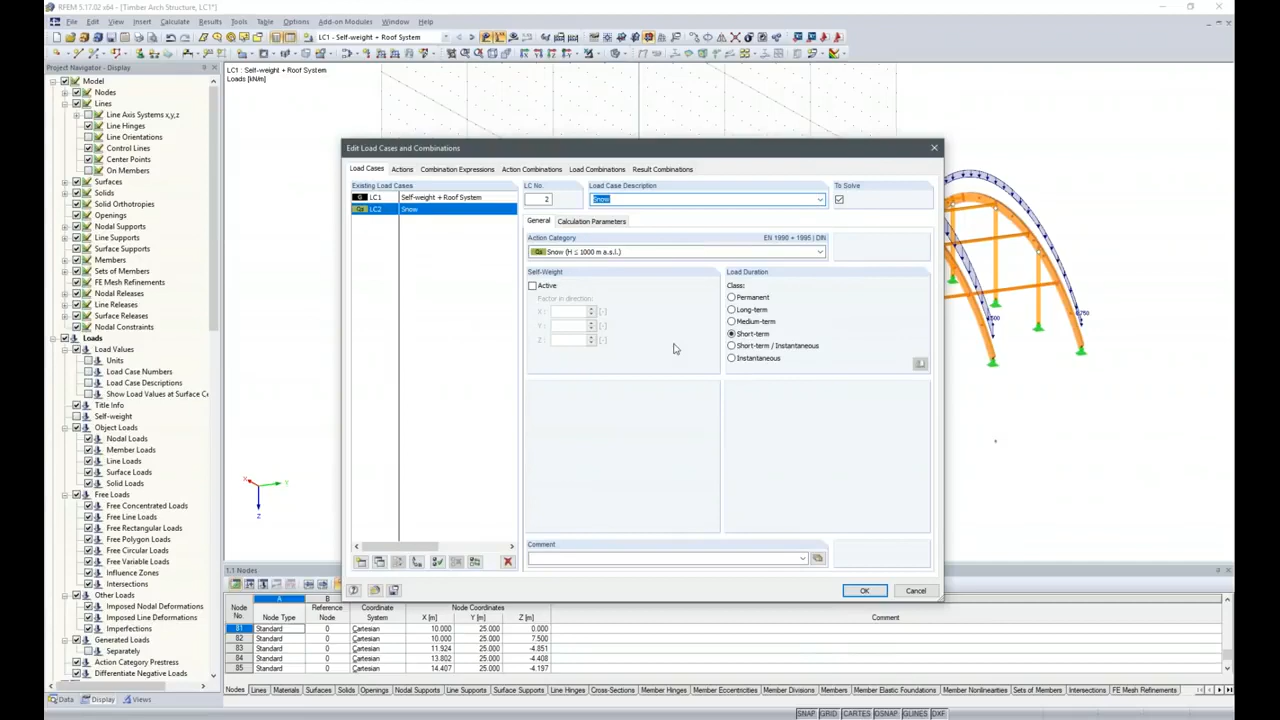 RFEM 5.17.02 x64 - [Timber Arch Structure, LC1*]
File Edit View Insert Calculate Results Tools Table Options Add-on Modules Window Help
LC1 - Self-weight + Roof System
Project Navigator - Display
Model
Nodes
Lines
Line Axis Systems x,y,z
Line Hinges
Line Orientations
Control Lines
Center Points
On Members
Surfaces
Solids
Solid Orthotropies
Openings
Nodal Supports
Line Supports
Surface Supports
Members
Sets of Members
FE Mesh Refinements
Nodal Releases
Line Releases
Surface Releases
Nodal Constraints
Loads
Load Values
Units
Load Case Numbers
Load Case Descriptions
Show Load Values at Surface Ce
Title Info
Self-weight
Object Loads
Nodal Loads
Member Loads
Line Loads
Surface Loads
Solid Loads
Free Loads
Free Concentrated Loads
Free Line Loads
Free Rectangular Loads
Free Polygon Loads
Free Circular Loads
Free Variable Loads
Influence Zones
Intersections
Other Loads
Imposed Nodal Deformations
Imposed Line Deformations
Imperfections
Generated Loads
Separately
Action Category Prestress
Differentiate Negative Loads
Data Display Views
LC1 : Self-weight + Roof System
Loads [kN/m]
X Y
Z
0.750
Edit Load Cases and Combinations
Load Cases Actions Combination Expressions Action Combinations Load Combinations Result Combinations
Existing Load Cases
G LC1 Self-weight + Roof System
Qs LC2 Snow
LC No.
2
Load Case Description
Snow
To Solve
General Calculation Parameters
Action Category EN 1990 + 1995 | DIN
Qs Snow (H ≤ 1000 m a.s.l.)
Self-Weight
Active
Factor in direction:
X : [-]
Y : [-]
Z : [-]
Load Duration
Class:
Permanent
Long-term
Medium-term
Short-term
Short-term / Instantaneous
Instantaneous
Comment
OK Cancel
1.1 Nodes
A B
Node No Node Type Reference Node Coordinate System Node Coordinates X [m] Y [m] Z [m] Comment
81 Standard 0 Cartesian 10.000 25.000 0.000
82 Standard 0 Cartesian 10.000 25.000 7.500
83 Standard 0 Cartesian 11.924 25.000 -4.851
84 Standard 0 Cartesian 13.802 25.000 -4.408
85 Standard 0 Cartesian 14.407 25.000 -4.197
Nodes Lines Materials Surfaces Solids Openings Nodal Supports Line Supports Surface Supports Line Hinges Cross-Sections Member Hinges Member Eccentricities Member Divisions Members Member Elastic Foundations Member Nonlinearities Sets of Members Intersections FE Mesh Refinements
SNAP GRID CARTES OSNAP GLINES DXF